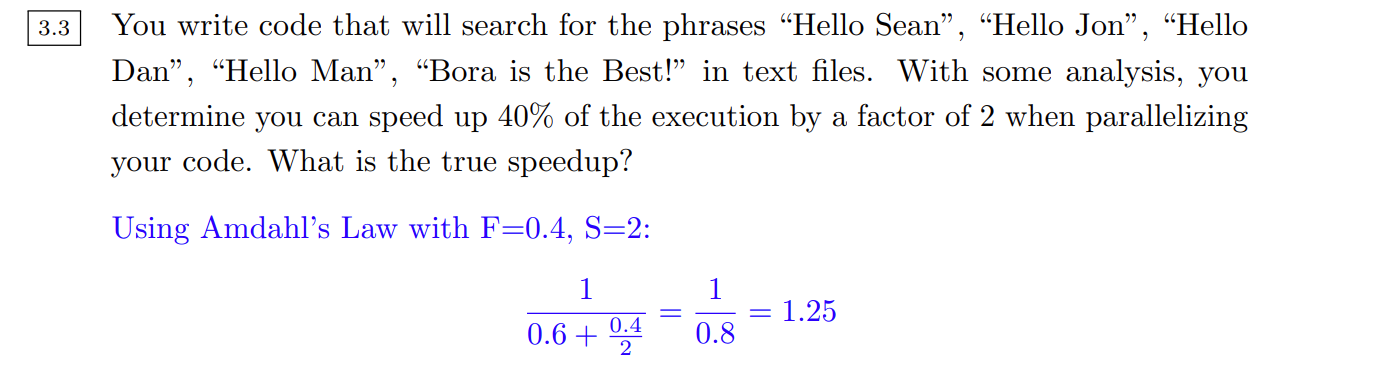 3.3 You write code that will search for the phrases “Hello Sean”, “Hello Jon”, “Hello
Dan”, “Hello Man”, “Bora is the Best!” in text files. With some analysis, you
determine you can speed up 40% of the execution by a factor of 2 when parallelizing
your code. What is the true speedup?
Using Amdahl’s Law with F=0.4, S=2:
1 / (0.6 + 0.4/2) = 1/0.8 = 1.25